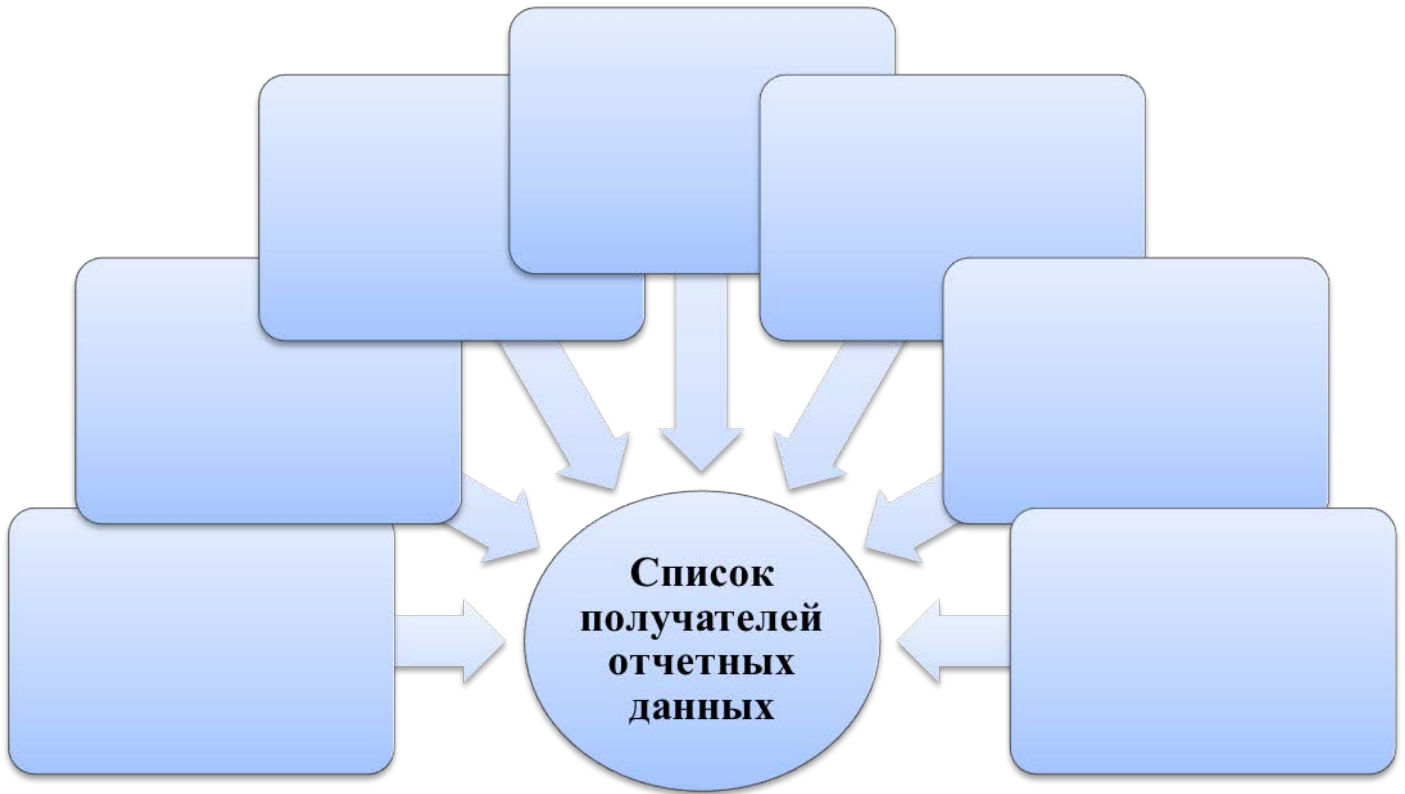 Список
получателей
отчетных
данных